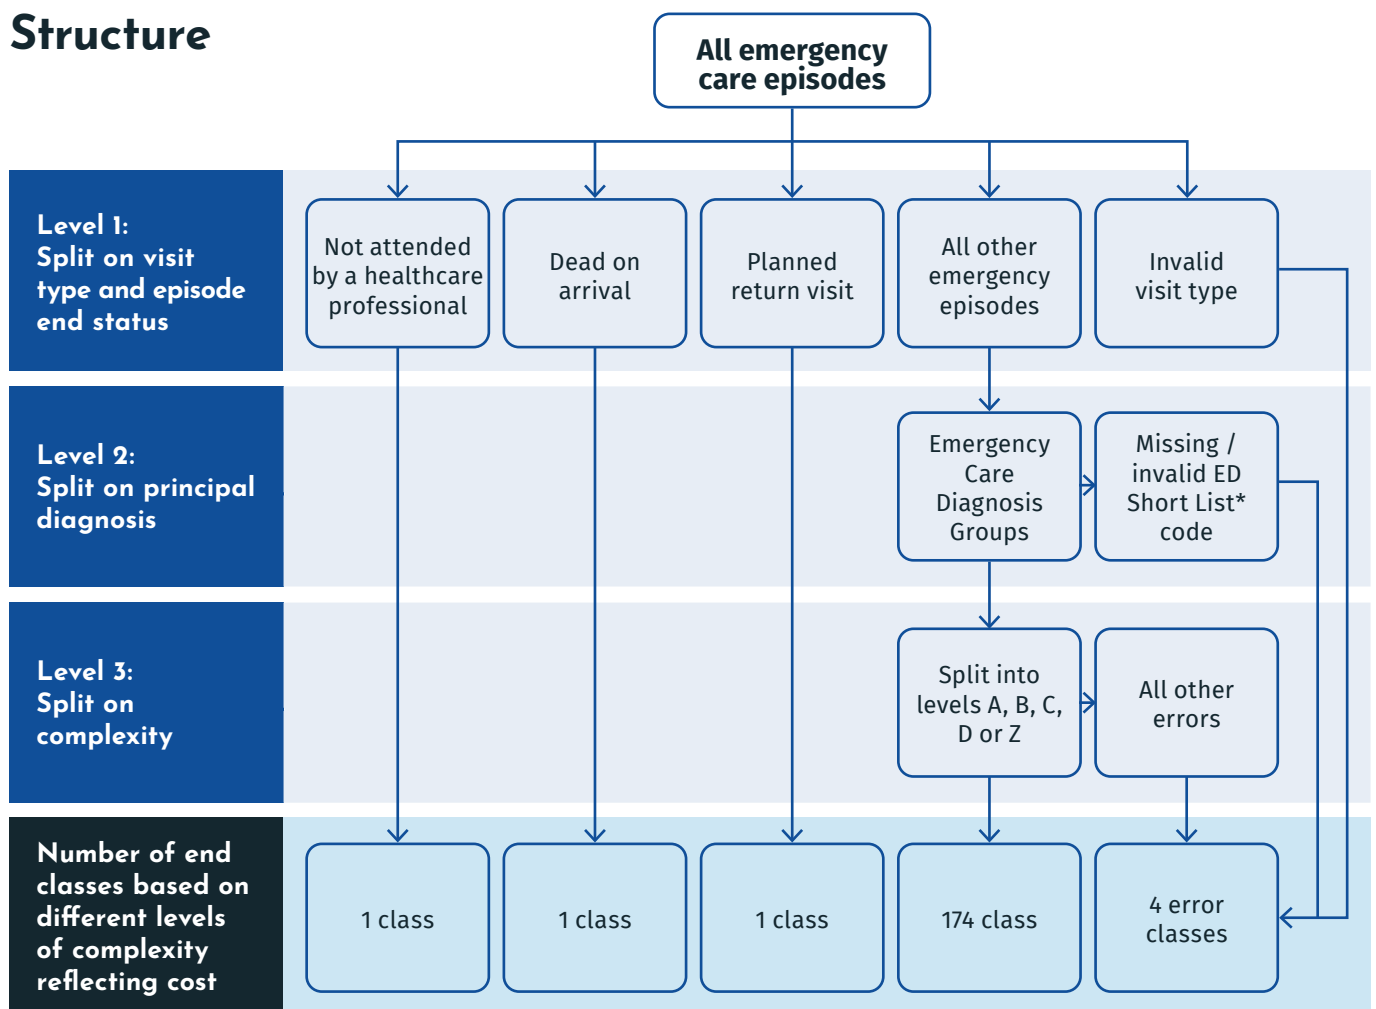 Structure
All emergency
care episodes
Level 1:
Split on visit
type and episode
end status
Not attended
by a healthcare
professional
Dead on
arrival
Planned
return visit
All other
emergency
episodes
Invalid
visit type
Level 2:
Split on principal
diagnosis
Emergency
Care
Diagnosis
Groups
Missing /
invalid ED
Short List*
code
Level 3:
Split on
complexity
Split into
levels A, B, C,
D or Z
All other
errors
Number of end
classes based on
different levels
of complexity
reflecting cost
1 class
1 class
1 class
174 class
4 error
classes